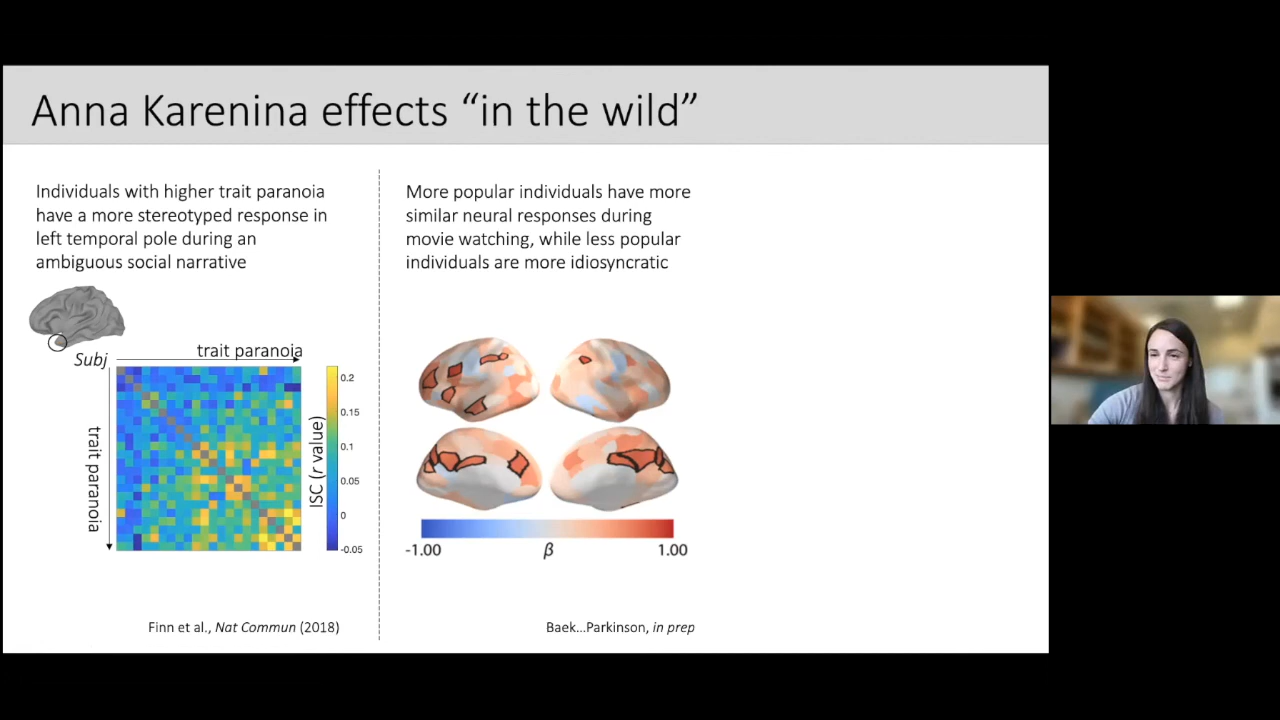 Anna Karenina effects “in the wild”
Individuals with higher trait paranoia
have a more stereotyped response in
left temporal pole during an
ambiguous social narrative
Subj
trait paranoia
trait paranoia
ISC (r value)
0.2
0.15
0.1
0.05
0
-0.05
Finn et al., Nat Commun (2018)
More popular individuals have more
similar neural responses during
movie watching, while less popular
individuals are more idiosyncratic
-1.00
β
1.00
Baek...Parkinson, in prep